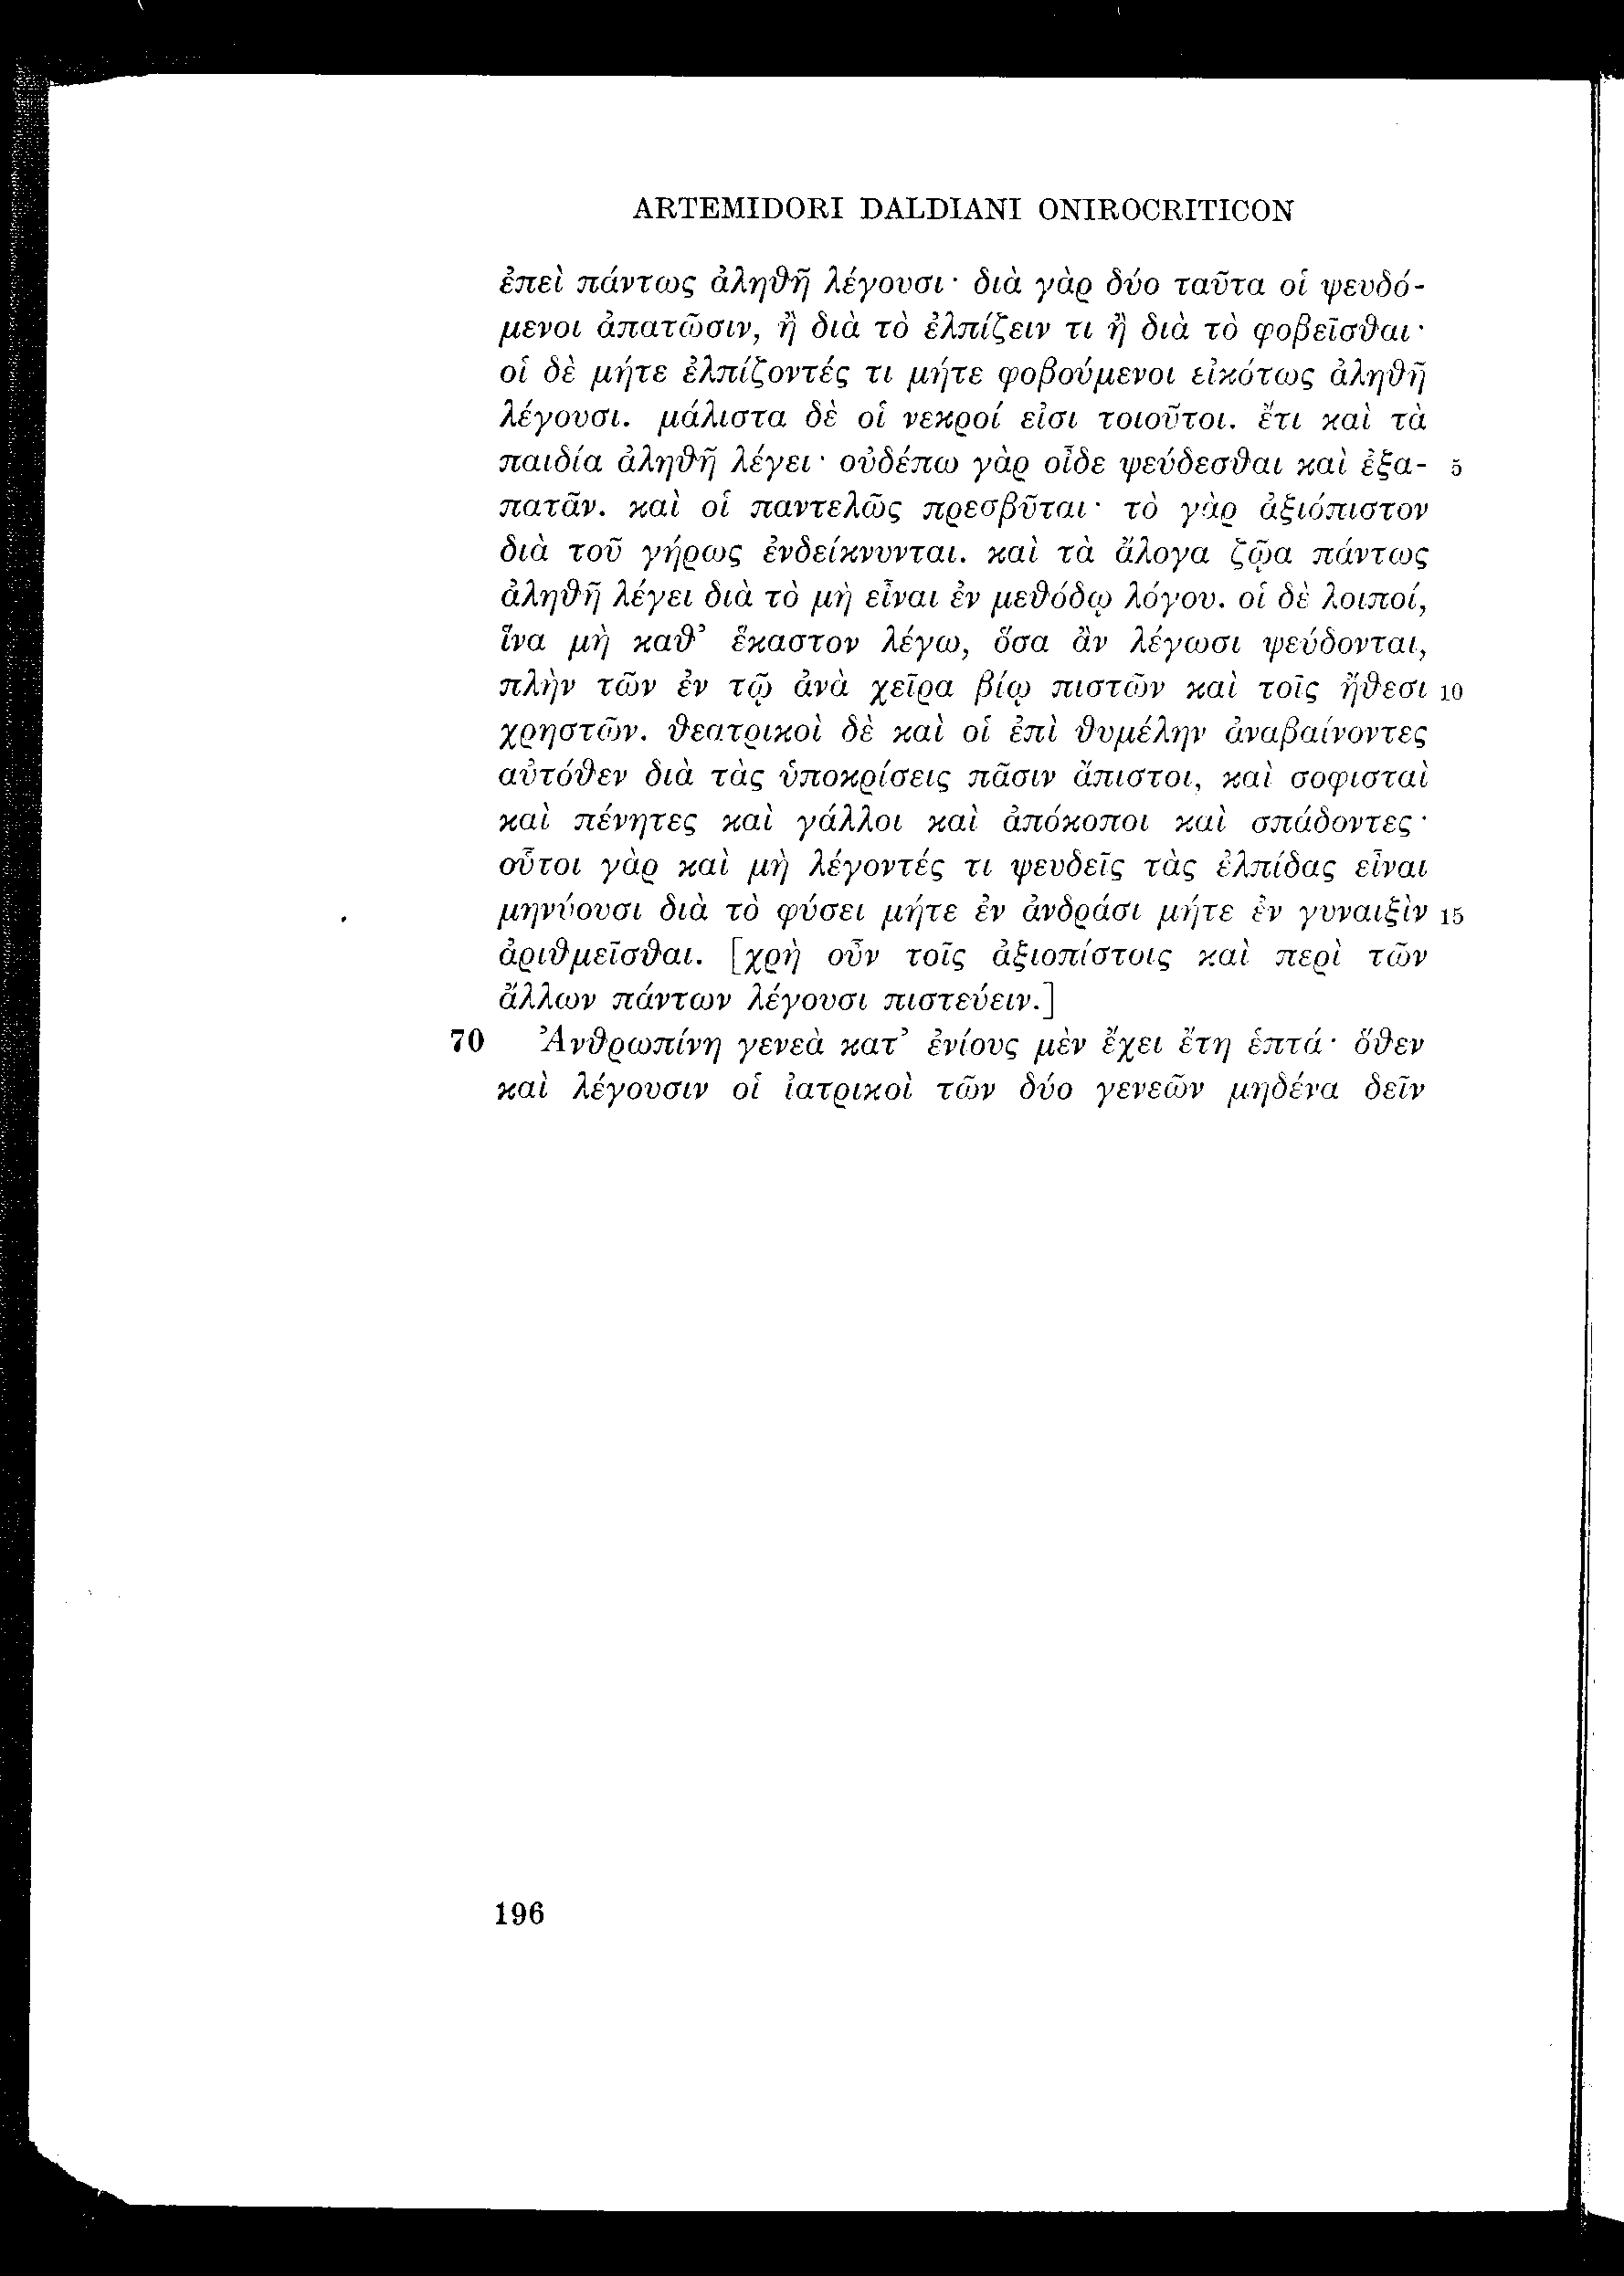 ARTEMIDORI DALDIANI ONIROCRITICON
ἐπεὶ πάντως ἀληθῆ λέγουσι· διὰ γὰρ δύο ταῦτα οἱ ψευδό-
μενοι ἀπατῶσιν, ἢ διὰ τὸ ἐλπίζειν τι ἢ διὰ τὸ φοβεῖσθαι·
οἱ δὲ μήτε ἐλπίζοντές τι μήτε φοβούμενοι εἰκότως ἀληθῆ
λέγουσι. μάλιστα δὲ οἱ νεκροί εἰσι τοιοῦτοι. ἔτι καὶ τὰ
παιδία ἀληθῆ λέγει· οὐδέπω γὰρ οἶδε ψεύδεσθαι καὶ ἐξα- 5
πατᾶν. καὶ οἱ παντελῶς πρεσβῦται· τὸ γὰρ ἀξιόπιστον
διὰ τοῦ γήρως ἐνδείκνυνται. καὶ τὰ ἄλογα ζῷα πάντως
ἀληθῆ λέγει διὰ τὸ μὴ εἶναι ἐν μεθόδῳ λόγου. οἱ δὲ λοιποί,
ἵνα μὴ καθ’ ἕκαστον λέγω, ὅσα ἂν λέγωσι ψεύδονται,
πλὴν τῶν ἐν τῷ ἀνὰ χεῖρα βίῳ πιστῶν καὶ τοῖς ἤθεσι 10
χρηστῶν. θεατρικοὶ δὲ καὶ οἱ ἐπὶ θυμέλην ἀναβαίνοντες
αὐτόθεν διὰ τὰς ὑποκρίσεις πᾶσιν ἄπιστοι, καὶ σοφισταὶ
καὶ πένητες καὶ γάλλοι καὶ ἀπόκοποι καὶ σπάδοντες·
οὗτοι γὰρ καὶ μὴ λέγοντές τι ψευδεῖς τὰς ἐλπίδας εἶναι
μηνύουσι διὰ τὸ φύσει μήτε ἐν ἀνδράσι μήτε ἐν γυναιξὶν 15
ἀριθμεῖσθαι. [χρὴ οὖν τοῖς ἀξιοπίστοις καὶ περὶ τῶν
ἄλλων πάντων λέγουσι πιστεύειν.]
70 Ἀνθρωπίνη γενεὰ κατ’ ἐνίους μὲν ἔχει ἔτη ἑπτά· ὅθεν
καὶ λέγουσιν οἱ ἰατρικοὶ τῶν δύο γενεῶν μηδένα δεῖν
196